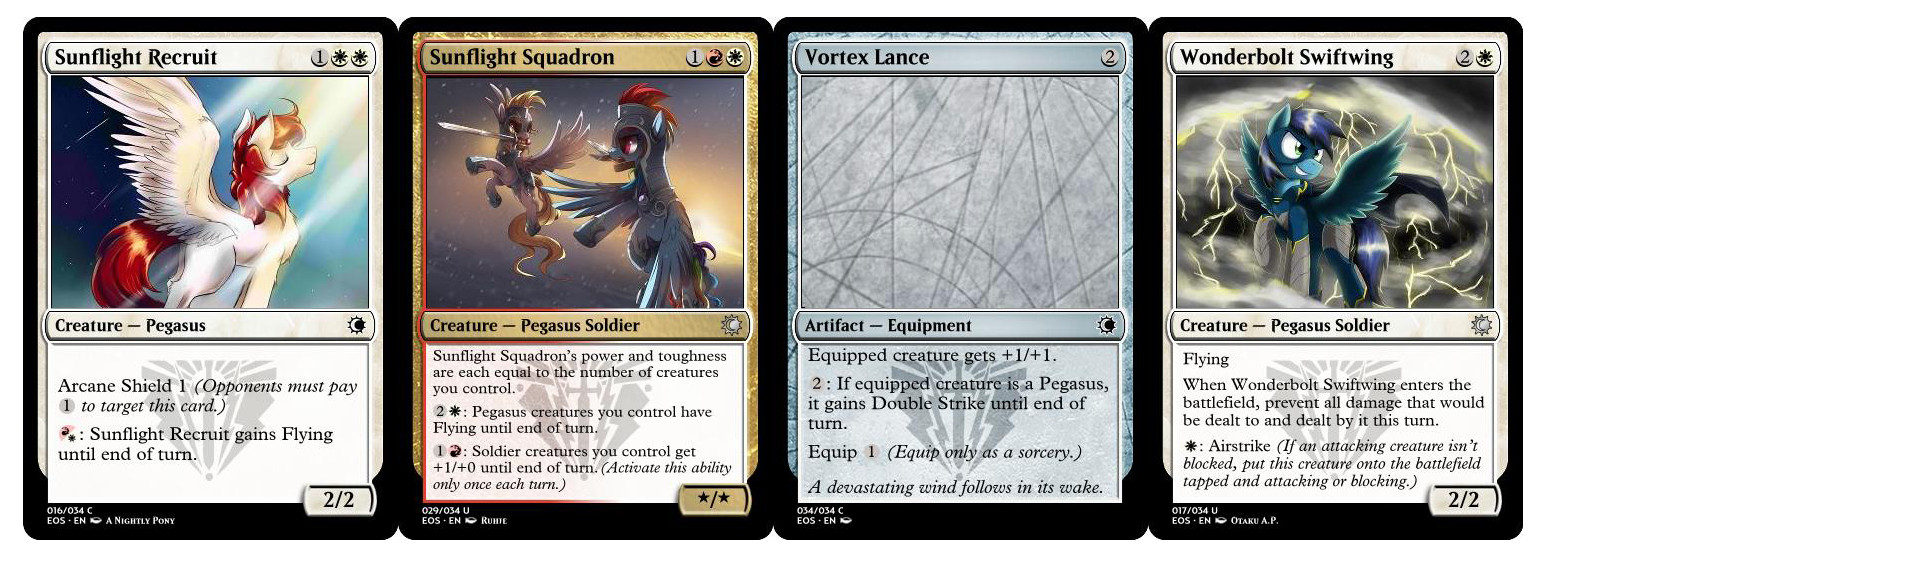 Sunflight Recruit 1
Creature — Pegasus
Arcane Shield 1 (Opponents must pay
1 to target this card.)
: Sunflight Recruit gains Flying
until end of turn.
2/2
016/034 C
EOS · EN A Nightly Pony
Sunflight Squadron 1
Creature — Pegasus Soldier
Sunflight Squadron's power and toughness
are each equal to the number of creatures
you control.
2 : Pegasus creatures you control have
Flying until end of turn.
1 : Soldier creatures you control get
+1/+0 until end of turn. (Activate this ability
only once each turn.)
★/★
029/034 U
EOS · EN Ruhje
Vortex Lance 2
Artifact — Equipment
Equipped creature gets +1/+1.
2 : If equipped creature is a Pegasus,
it gains Double Strike until end of
turn.
Equip 1 (Equip only as a sorcery.)
A devastating wind follows in its wake.
034/034 C
EOS · EN
Wonderbolt Swiftwing 2
Creature — Pegasus Soldier
Flying
When Wonderbolt Swiftwing enters the
battlefield, prevent all damage that would
be dealt to and dealt by it this turn.
: Airstrike (If an attacking creature isn't
blocked, put this creature onto the battlefield
tapped and attacking or blocking.)
2/2
017/034 U
EOS · EN Otaku A.P.